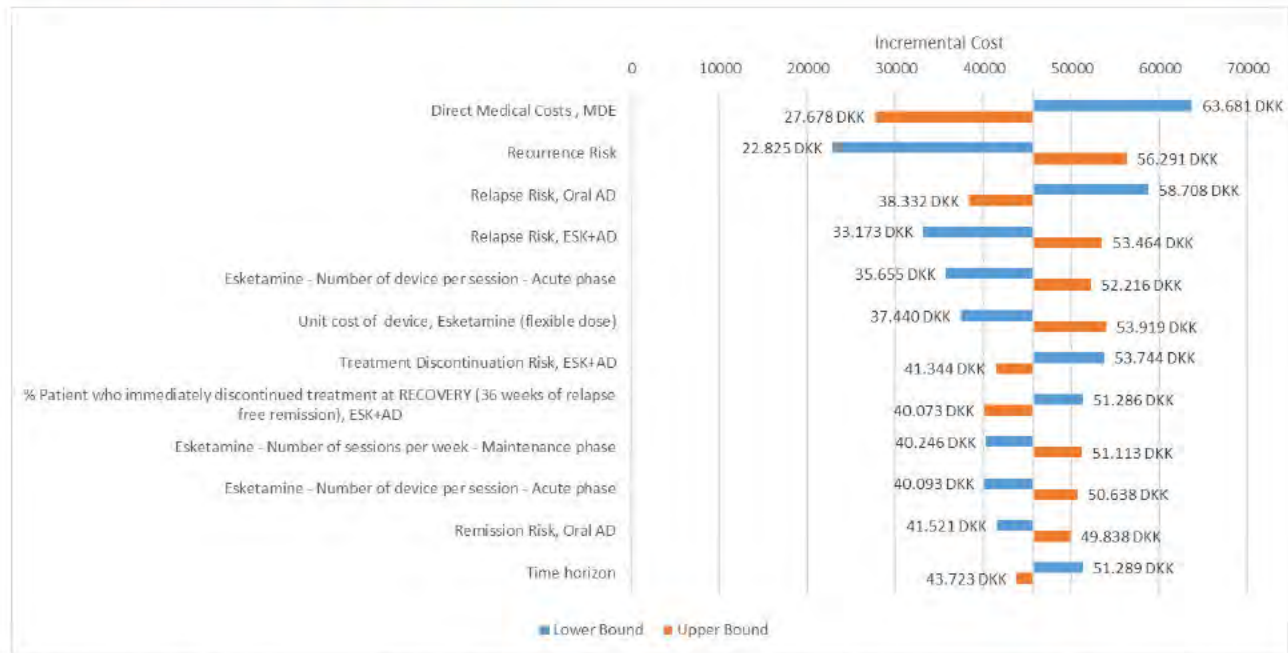 Incremental Cost
0 10000 20000 30000 40000 50000 60000 70000
Direct Medical Costs , MDE
27.678 DKK
63.681 DKK
Recurrence Risk
22.825 DKK
56.291 DKK
Relapse Risk, Oral AD
38.332 DKK
58.708 DKK
Relapse Risk, ESK+AD
33.173 DKK
53.464 DKK
Esketamine - Number of device per session - Acute phase
35.655 DKK
52.216 DKK
Unit cost of device, Esketamine (flexible dose)
37.440 DKK
53.919 DKK
Treatment Discontinuation Risk, ESK+AD
41.344 DKK
53.744 DKK
% Patient who immediately discontinued treatment at RECOVERY (36 weeks of relapse
free remission), ESK+AD
40.073 DKK
51.286 DKK
Esketamine - Number of sessions per week - Maintenance phase
40.246 DKK
51.113 DKK
Esketamine - Number of device per session - Acute phase
40.093 DKK
50.638 DKK
Remission Risk, Oral AD
41.521 DKK
49.838 DKK
Time horizon
43.723 DKK
51.289 DKK
Lower Bound Upper Bound